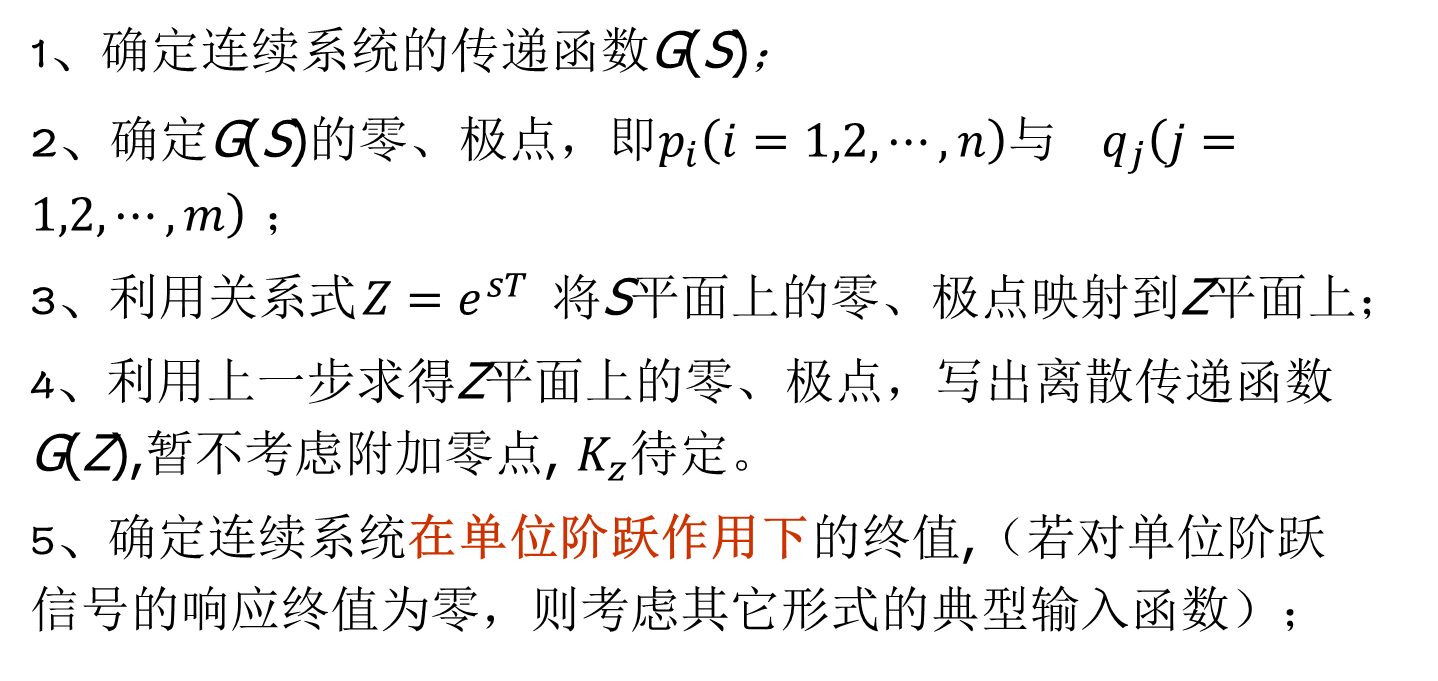 1、确定连续系统的传递函数G(S)；
2、确定G(S)的零、极点，即pᵢ(i = 1,2,⋯,n)与 qⱼ(j =
1,2,⋯,m)；
3、利用关系式Z = e^{sT} 将S平面上的零、极点映射到Z平面上；
4、利用上一步求得Z平面上的零、极点，写出离散传递函数
G(Z),暂不考虑附加零点, K_z待定。
5、确定连续系统在单位阶跃作用下的终值,（若对单位阶跃
信号的响应终值为零，则考虑其它形式的典型输入函数）；